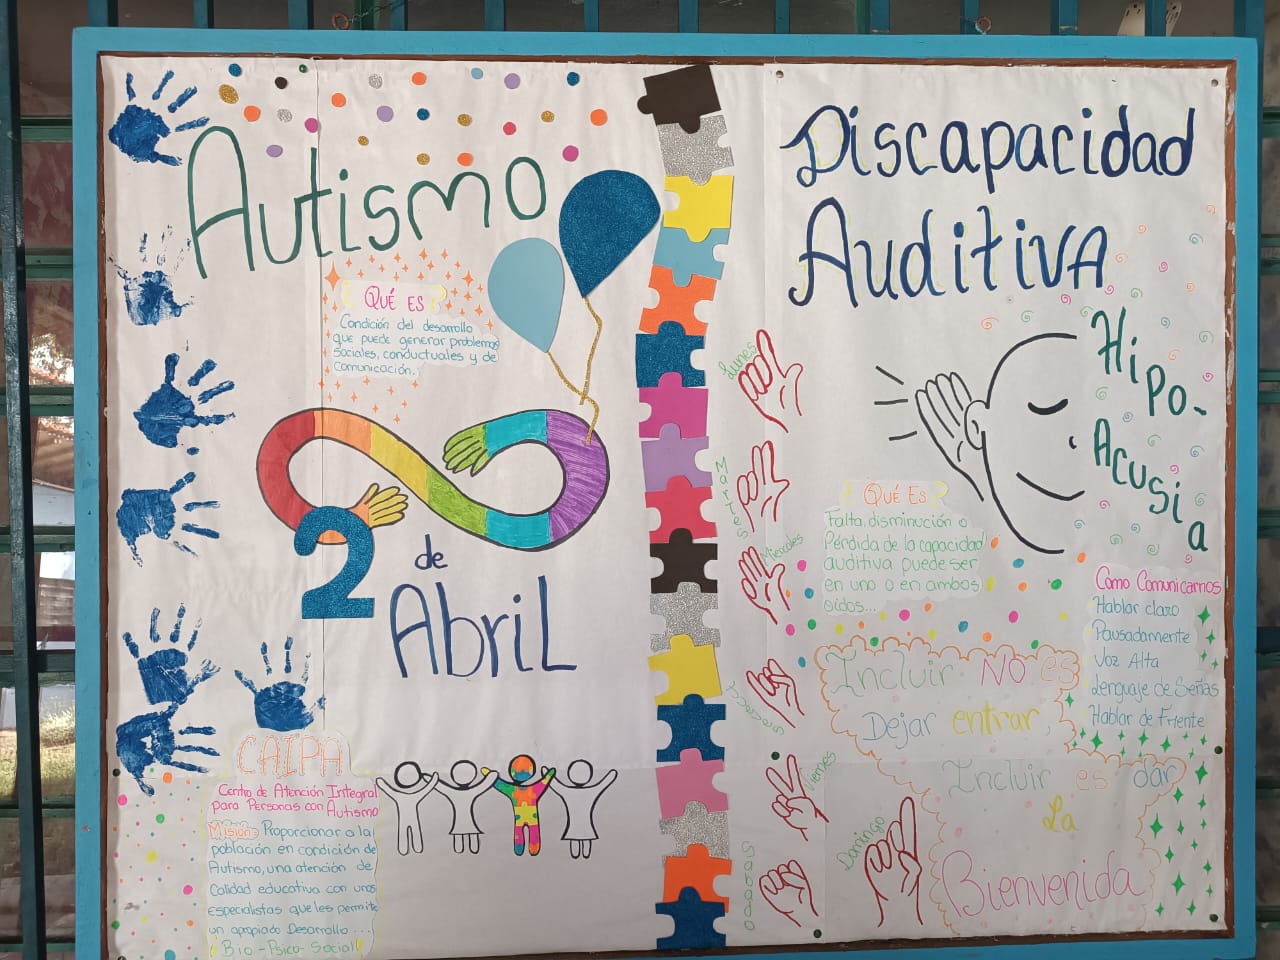 Autismo
¿QUÉ ES?
Condición del desarrollo
que puede generar problemas
sociales, conductuales y de
comunicación.
2
de
Abril
CAIPA
Centro de Atención Integral
para Personas con Autismo
Misión: Proporcionar a la
población en condición de
Autismo, una atención de
Calidad educativa con unos
especialistas que les permite
un apropiado Desarrollo...
Bio-Psico-Social
Discapacidad
Auditiva
Hipo-
Acusia
Lunes
Martes
Miercoles
Jueves
Viernes
Sabado
Domingo
¿QUÉ ES?
Falta, disminución o
Pérdida de la capacidad
auditiva puede ser
en uno o en ambos
oidos...
Como Comunicarnos
Hablar claro
Pausadamente
Voz Alta
Lenguaje de Señas
Hablar de Frente
Incluir NO es
Dejar entrar,
Incluir es dar
La
Bienvenida